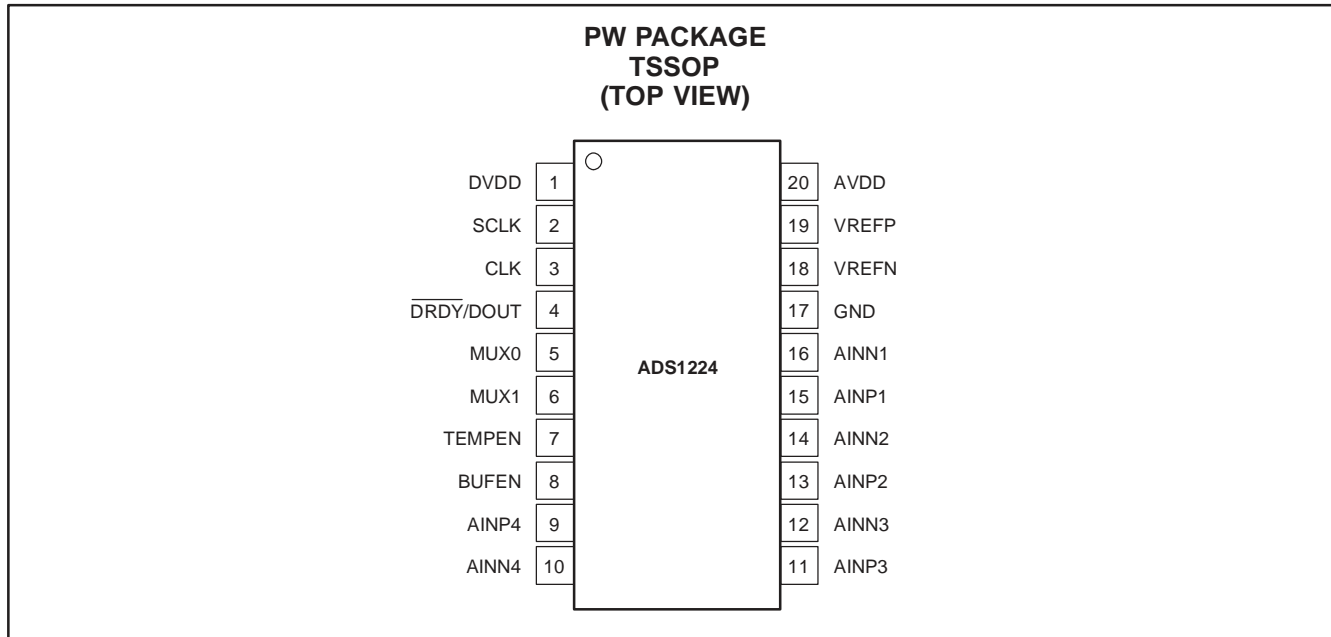 PW PACKAGE
TSSOP
(TOP VIEW)
DVDD 1 20 AVDD
SCLK 2 19 VREFP
CLK 3 18 VREFN
DRDY/DOUT 4 17 GND
MUX0 5 16 AINN1
ADS1224
MUX1 6 15 AINP1
TEMPEN 7 14 AINN2
BUFEN 8 13 AINP2
AINP4 9 12 AINN3
AINN4 10 11 AINP3